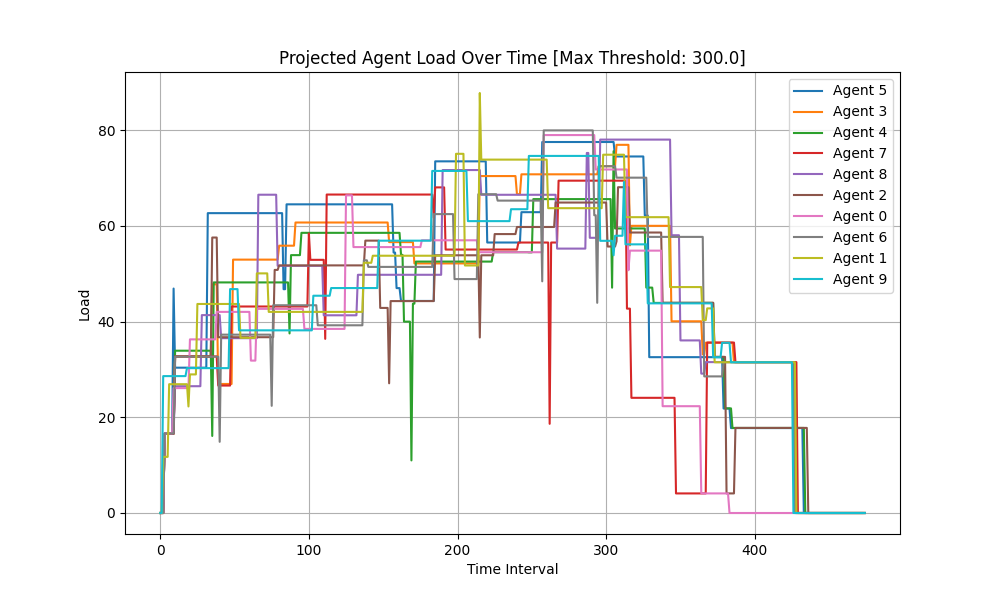 Projected Agent Load Over Time [Max Threshold: 300.0]
Load
80
60
40
20
0
0
100
200
300
400
Time Interval
Agent 5
Agent 3
Agent 4
Agent 7
Agent 8
Agent 2
Agent 0
Agent 6
Agent 1
Agent 9